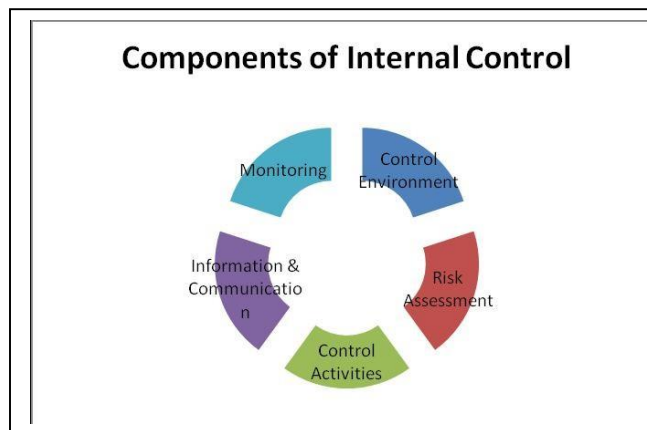 Components of Internal Control
Control
Environment
Risk
Assessment
Control
Activities
Information &
Communicatio
n
Monitoring